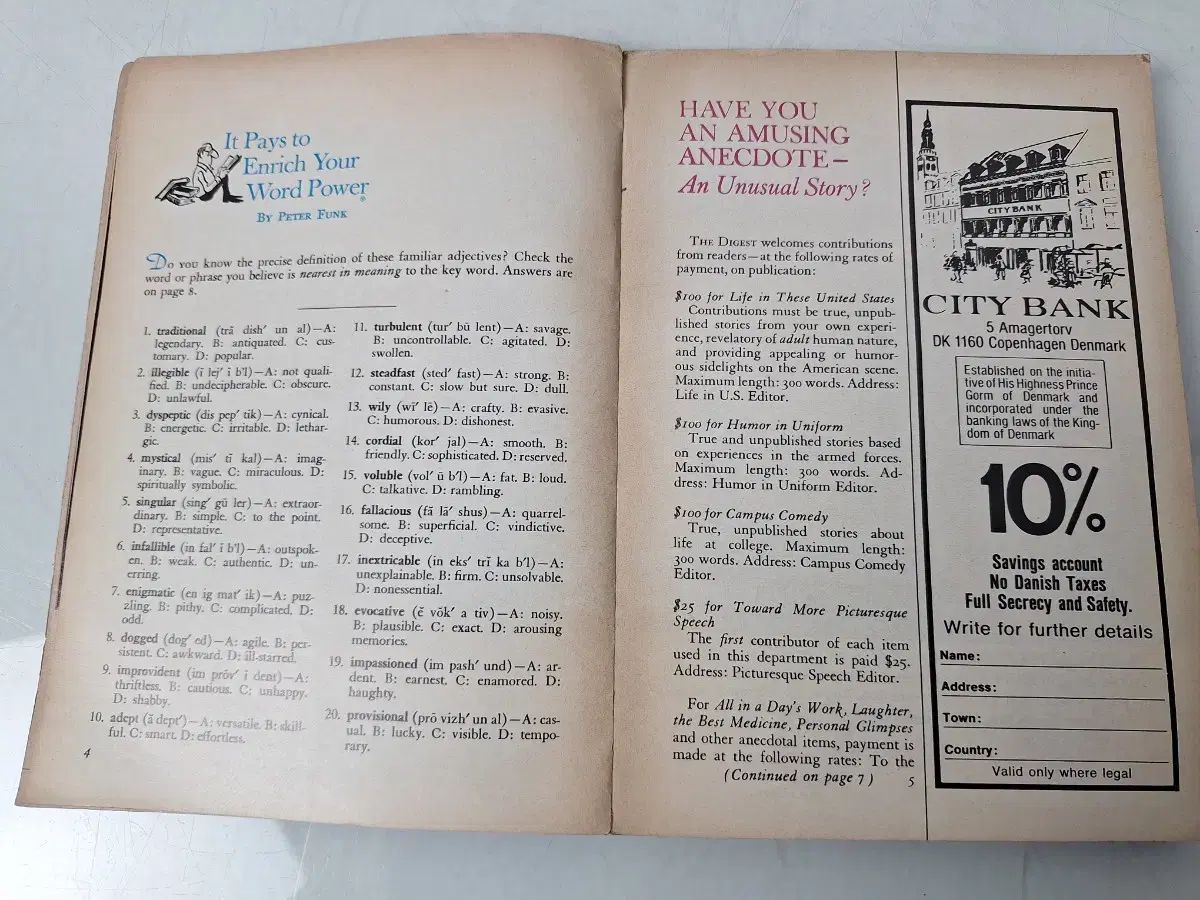 It Pays to
Enrich Your
Word Power®
BY PETER FUNK
Do you know the precise definition of these familiar adjectives? Check the
word or phrase you believe is nearest in meaning to the key word. Answers are
on page 8.
1. traditional (tră dish′ un al)—A:
legendary. B: antiquated. C: cus-
tomary. D: popular.
2. illegible (ĭ lej′ ĭ b'l)—A: not quali-
fied. B: undecipherable. C: obscure.
D: unlawful.
3. dyspeptic (dis pep′ tik)—A: cynical.
B: energetic. C: irritable. D: lethar-
gic.
4. mystical (mis′ tĭ kal)—A: imag-
inary. B: vague. C: miraculous. D:
spiritually symbolic.
5. singular (sing′ gū ler)—A: extraor-
dinary. B: simple. C: to the point.
D: representative.
6. infallible (in fal′ ĭ b'l)—A: outspok-
en. B: weak. C: authentic. D: un-
erring.
7. enigmatic (en ig mat′ ik)—A: puz-
zling. B: pithy. C: complicated. D:
odd.
8. dogged (dog′ ed)—A: agile. B: per-
sistent. C: awkward. D: ill-starred.
9. improvident (im prŏv′ ĭ dent)—A:
thriftless. B: cautious. C: unhappy.
D: shabby.
10. adept (ă dept′)—A: versatile. B: skill-
ful. C: smart. D: effortless.
4
11. turbulent (tur′ bū lent)—A: savage.
B: uncontrollable. C: agitated. D:
swollen.
12. steadfast (sted′ fast)—A: strong. B:
constant. C: slow but sure. D: dull.
13. wily (wī′ lē)—A: crafty. B: evasive.
C: humorous. D: dishonest.
14. cordial (kor′ jal)—A: smooth. B:
friendly. C: sophisticated. D: reserved.
15. voluble (vol′ ū b'l)—A: fat. B: loud.
C: talkative. D: rambling.
16. fallacious (fă lā′ shus)—A: quarrel-
some. B: superficial. C: vindictive.
D: deceptive.
17. inextricable (in eks′ trĭ ka b'l)—A:
unexplainable. B: firm. C: unsolvable.
D: nonessential.
18. evocative (ĕ vŏk′ a tiv)—A: noisy.
B: plausible. C: exact. D: arousing
memories.
19. impassioned (im pash′ und)—A: ar-
dent. B: earnest. C: enamored. D:
haughty.
20. provisional (prō vizh′ un al)—A: cas-
ual. B: lucky. C: visible. D: tempo-
rary.
HAVE YOU
AN AMUSING
ANECDOTE—
An Unusual Story?
THE DIGEST welcomes contributions
from readers—at the following rates of
payment, on publication:
$100 for Life in These United States
Contributions must be true, unpub-
lished stories from your own experi-
ence, revelatory of adult human nature,
and providing appealing or humor-
ous sidelights on the American scene.
Maximum length: 300 words. Address:
Life in U.S. Editor.
$100 for Humor in Uniform
True and unpublished stories based
on experiences in the armed forces.
Maximum length: 300 words. Ad-
dress: Humor in Uniform Editor.
$100 for Campus Comedy
True, unpublished stories about
life at college. Maximum length:
300 words. Address: Campus Comedy
Editor.
$25 for Toward More Picturesque
Speech
The first contributor of each item
used in this department is paid $25.
Address: Picturesque Speech Editor.
For All in a Day's Work, Laughter,
the Best Medicine, Personal Glimpses
and other anecdotal items, payment is
made at the following rates: To the
(Continued on page 7)
5
CITY BANK
CITY BANK
5 Amagertorv
DK 1160 Copenhagen Denmark
Established on the initia-
tive of His Highness Prince
Gorm of Denmark and
incorporated under the
banking laws of the King-
dom of Denmark
10%
Savings account
No Danish Taxes
Full Secrecy and Safety.
Write for further details
Name:
Address:
Town:
Country:
Valid only where legal